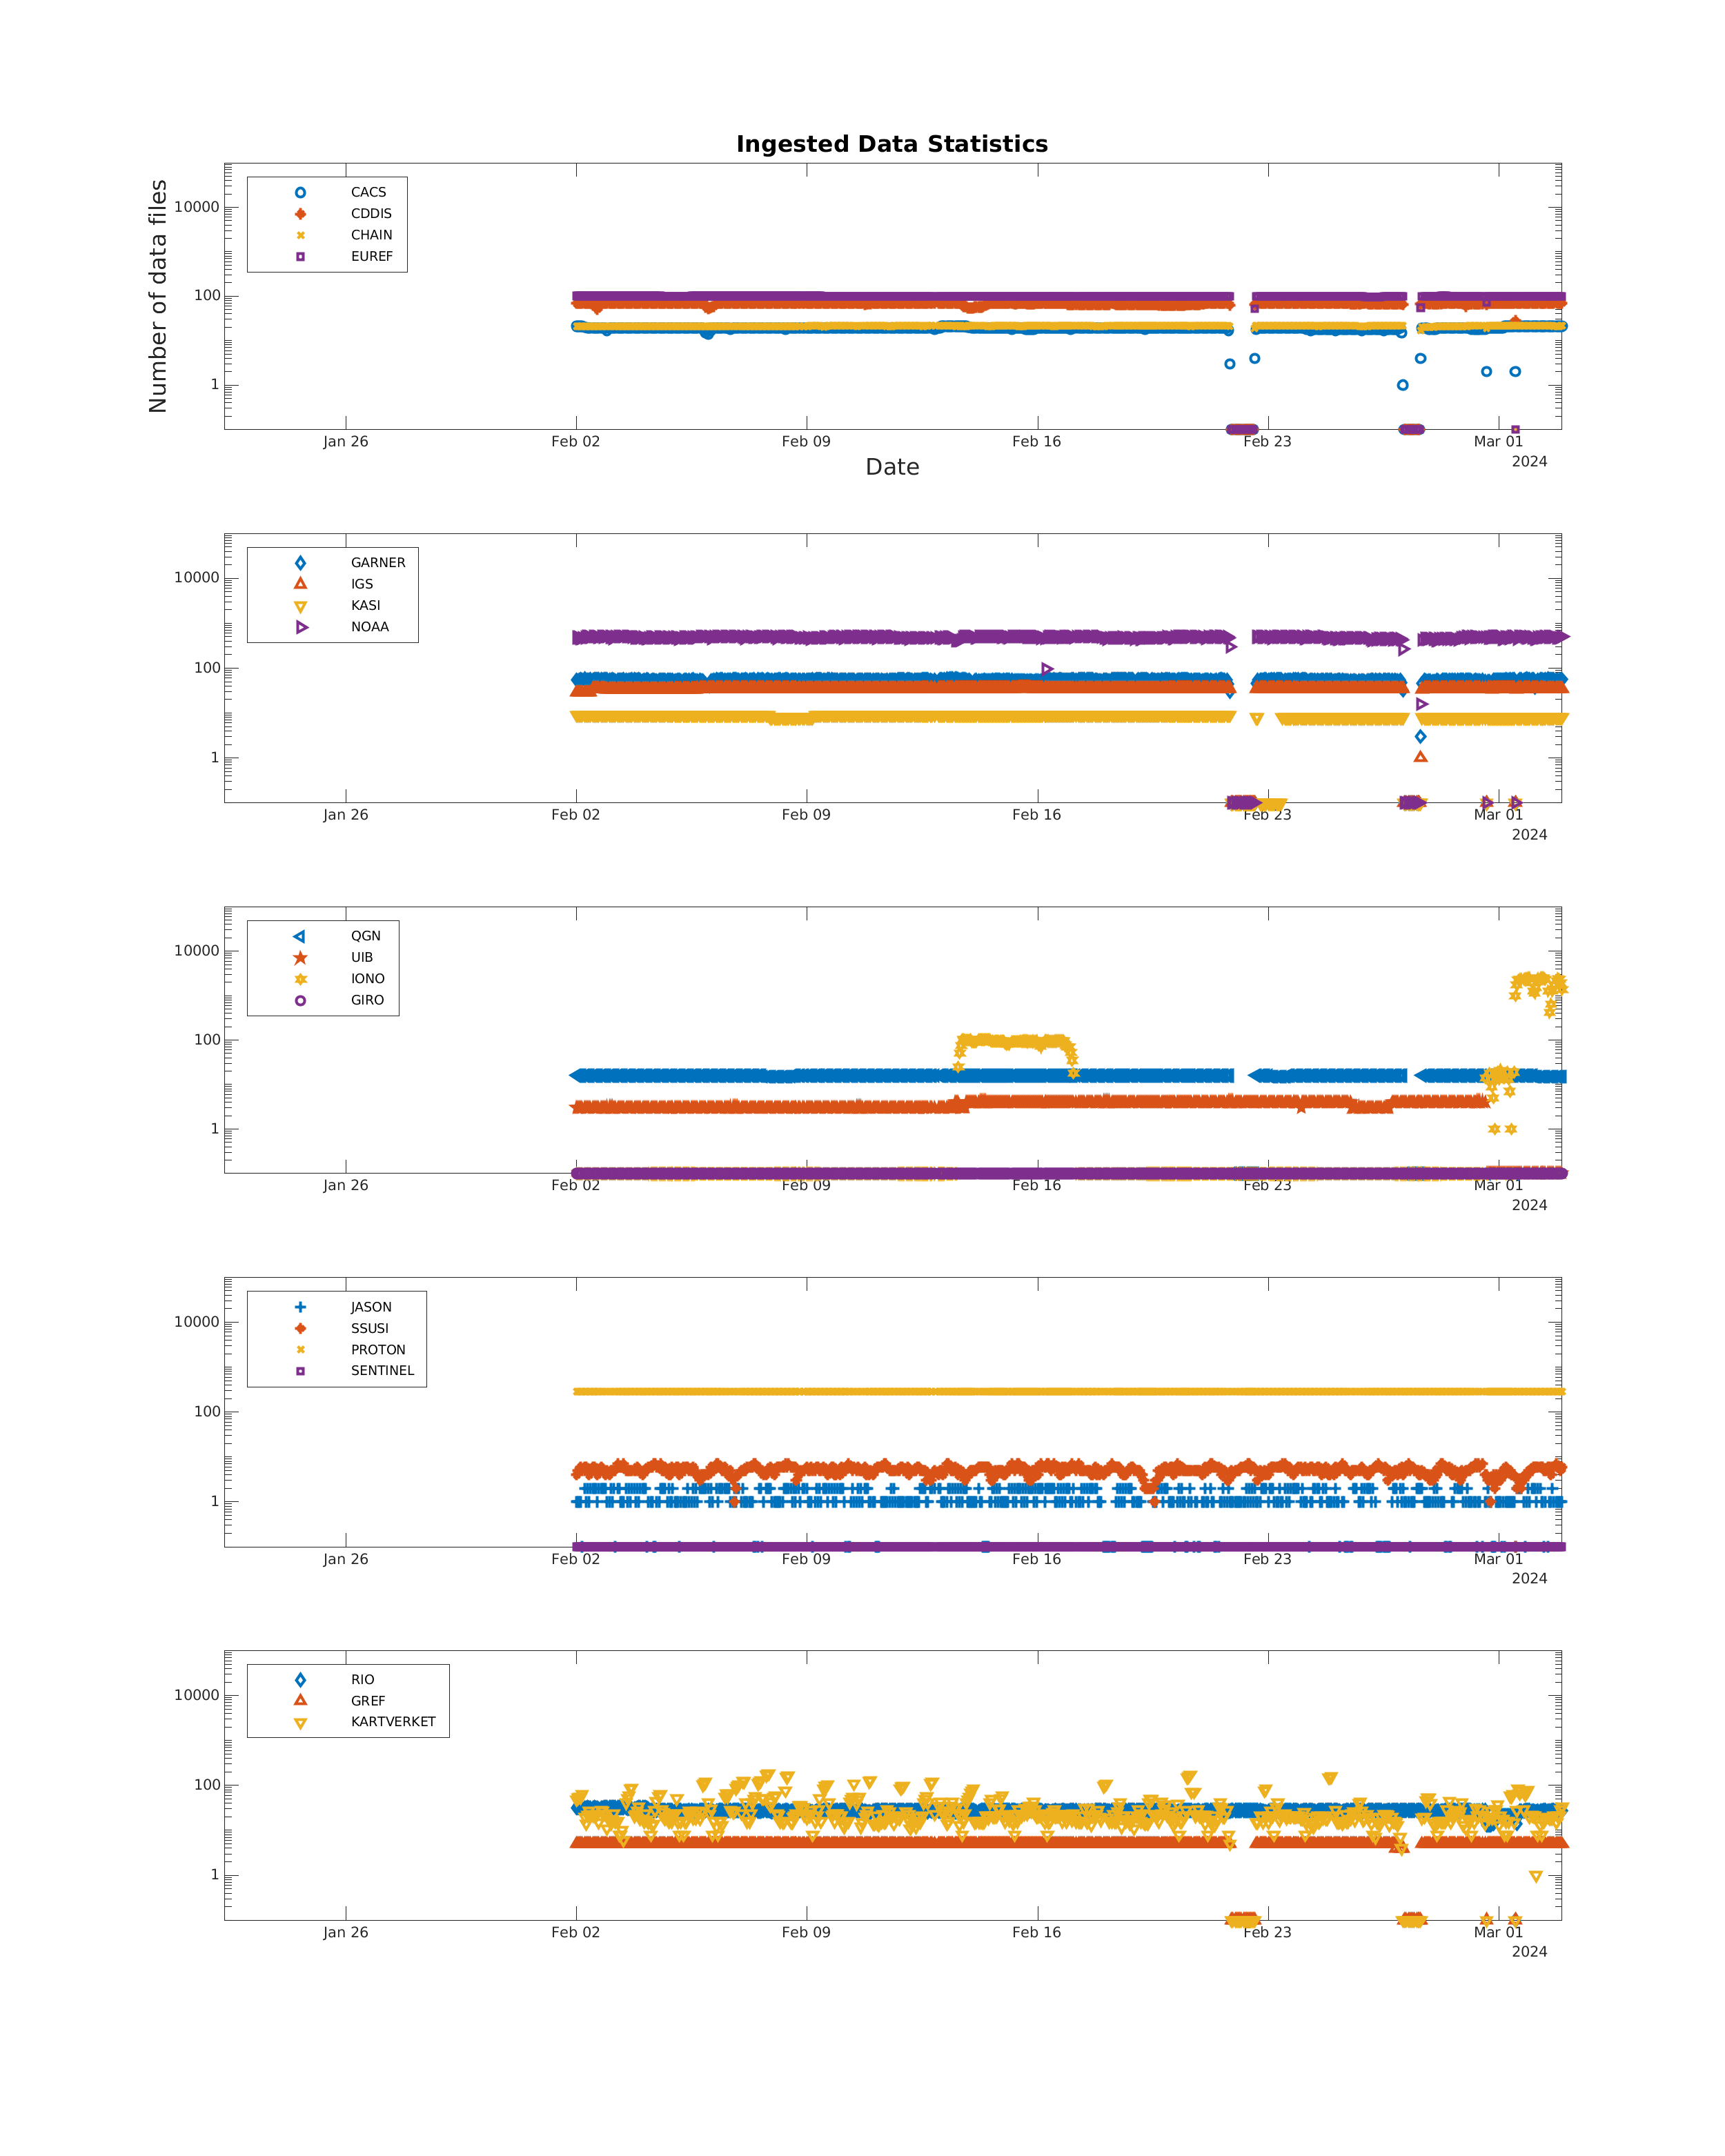 Ingested Data Statistics
Number of data files
10000
100
1
CACS
CDDIS
CHAIN
EUREF
Jan 26 Feb 02 Feb 09 Feb 16 Feb 23 Mar 01
2024
Date
10000
100
1
GARNER
IGS
KASI
NOAA
Jan 26 Feb 02 Feb 09 Feb 16 Feb 23 Mar 01
2024
10000
100
1
QGN
UIB
IONO
GIRO
Jan 26 Feb 02 Feb 09 Feb 16 Feb 23 Mar 01
2024
10000
100
1
JASON
SSUSI
PROTON
SENTINEL
Jan 26 Feb 02 Feb 09 Feb 16 Feb 23 Mar 01
2024
10000
100
1
RIO
GREF
KARTVERKET
Jan 26 Feb 02 Feb 09 Feb 16 Feb 23 Mar 01
2024